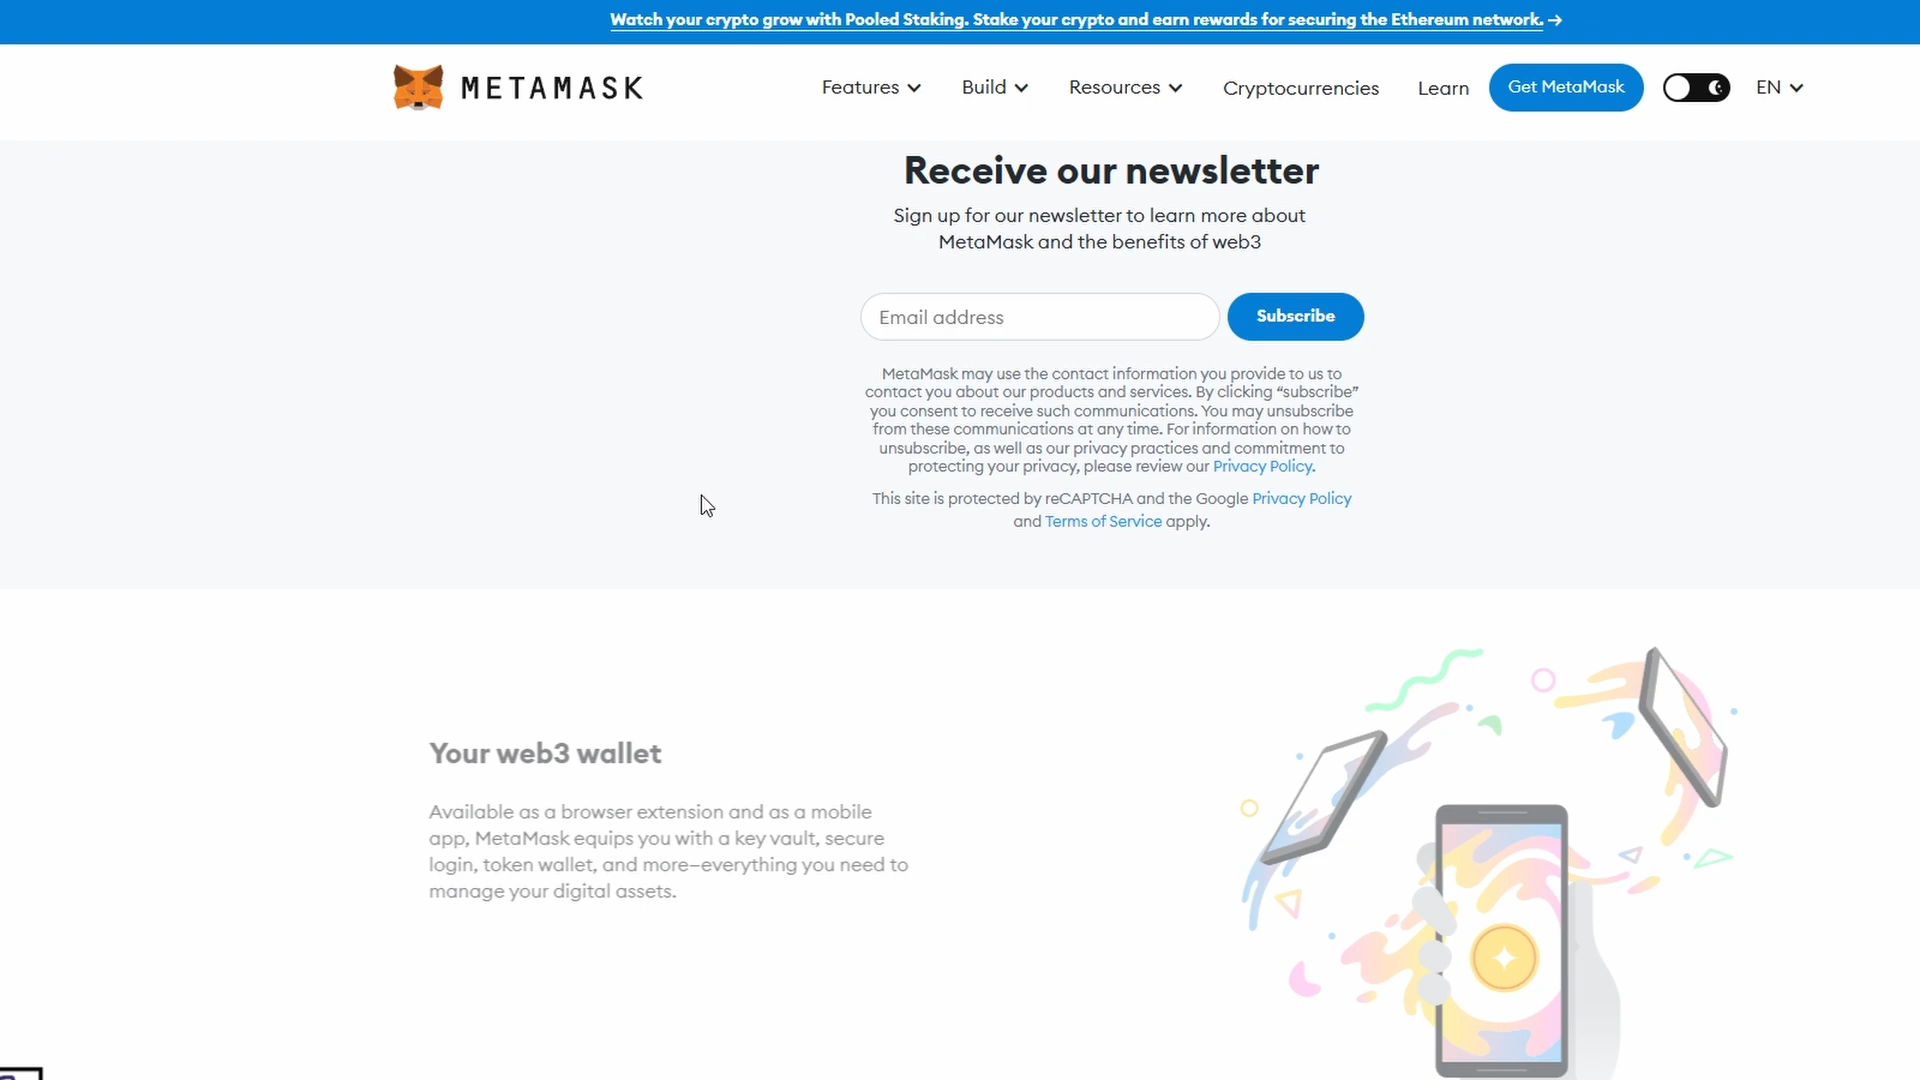 Watch your crypto grow with Pooled Staking. Stake your crypto and earn rewards for securing the Ethereum network. →
METAMASK
Features
Build
Resources
Cryptocurrencies
Learn
Get MetaMask
EN
Receive our newsletter
Sign up for our newsletter to learn more about
MetaMask and the benefits of web3
Email address
Subscribe
MetaMask may use the contact information you provide to us to
contact you about our products and services. By clicking “subscribe”
you consent to receive such communications. You may unsubscribe
from these communications at any time. For information on how to
unsubscribe, as well as our privacy practices and commitment to
protecting your privacy, please review our Privacy Policy.
This site is protected by reCAPTCHA and the Google Privacy Policy
and Terms of Service apply.
Your web3 wallet
Available as a browser extension and as a mobile
app, MetaMask equips you with a key vault, secure
login, token wallet, and more—everything you need to
manage your digital assets.